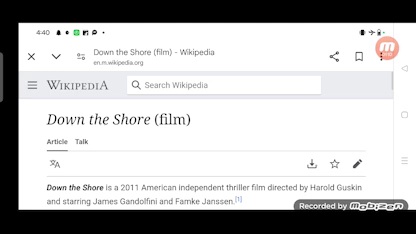 4:40
Down the Shore (film) - Wikipedia
en.m.wikipedia.org
WIKIPEDIA
Search Wikipedia
Down the Shore (film)
Article Talk
Down the Shore is a 2011 American independent thriller film directed by Harold Guskin
and starring James Gandolfini and Famke Janssen.[1]
Recorded by Mobizen